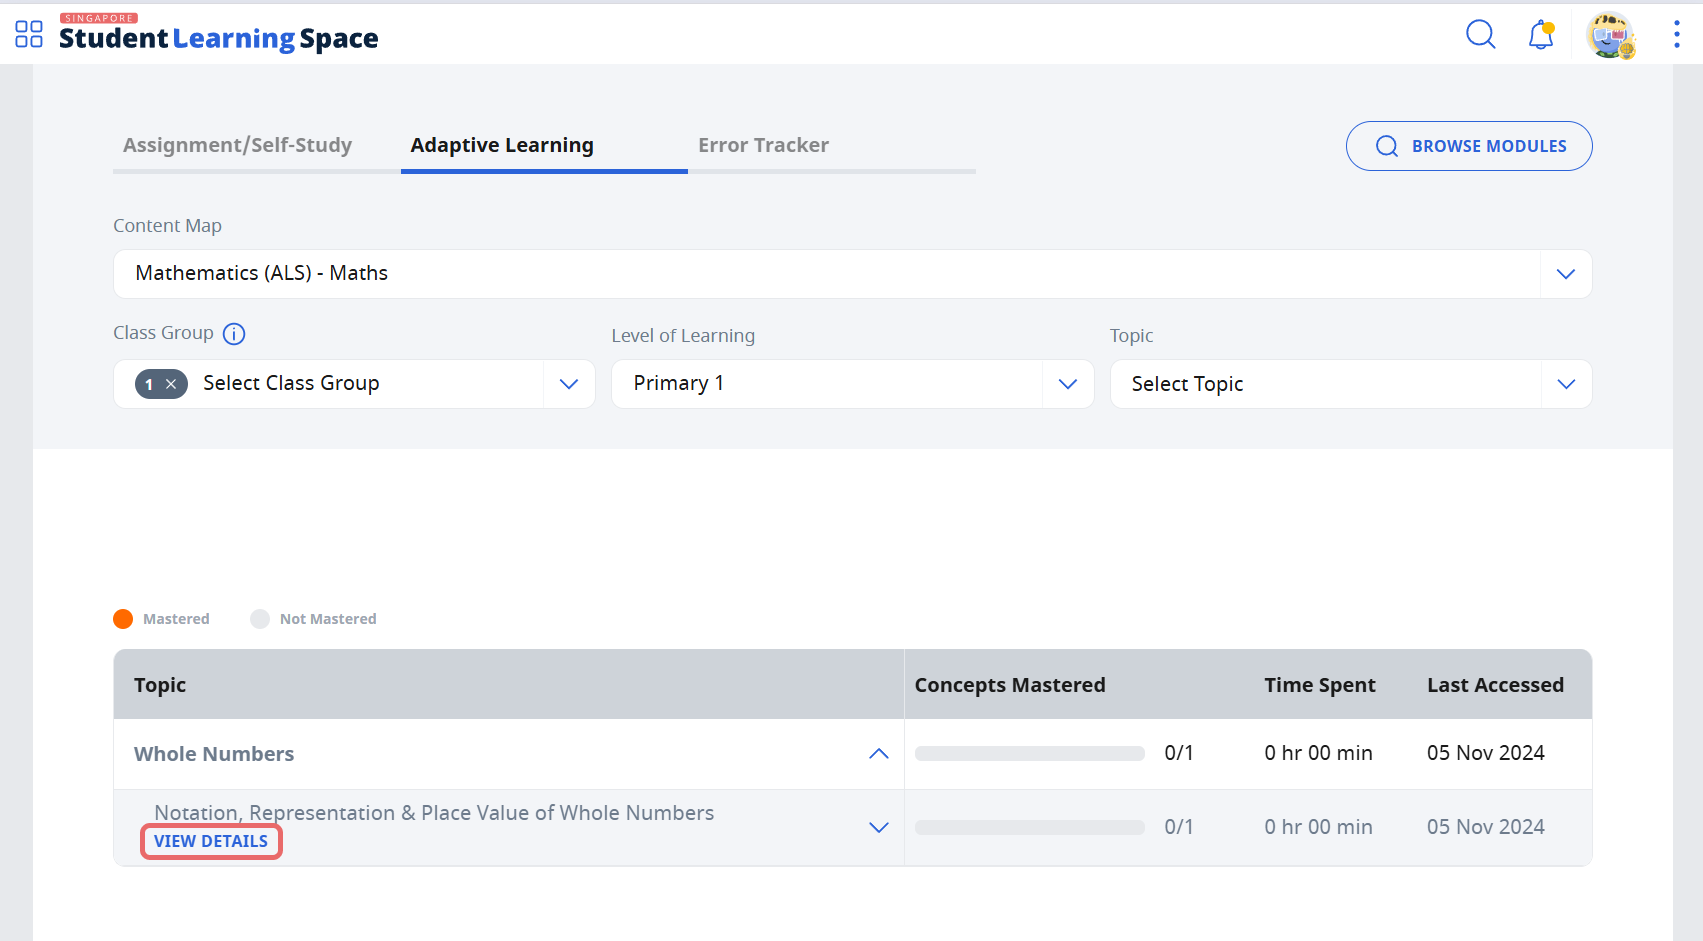 SINGAPORE
Student Learning Space
Assignment/Self-Study Adaptive Learning Error Tracker BROWSE MODULES
Content Map
Mathematics (ALS) - Maths
Class Group Level of Learning Topic
1 × Select Class Group Primary 1 Select Topic
Mastered Not Mastered
Topic Concepts Mastered Time Spent Last Accessed
Whole Numbers 0/1 0 hr 00 min 05 Nov 2024
Notation, Representation & Place Value of Whole Numbers 0/1 0 hr 00 min 05 Nov 2024
VIEW DETAILS